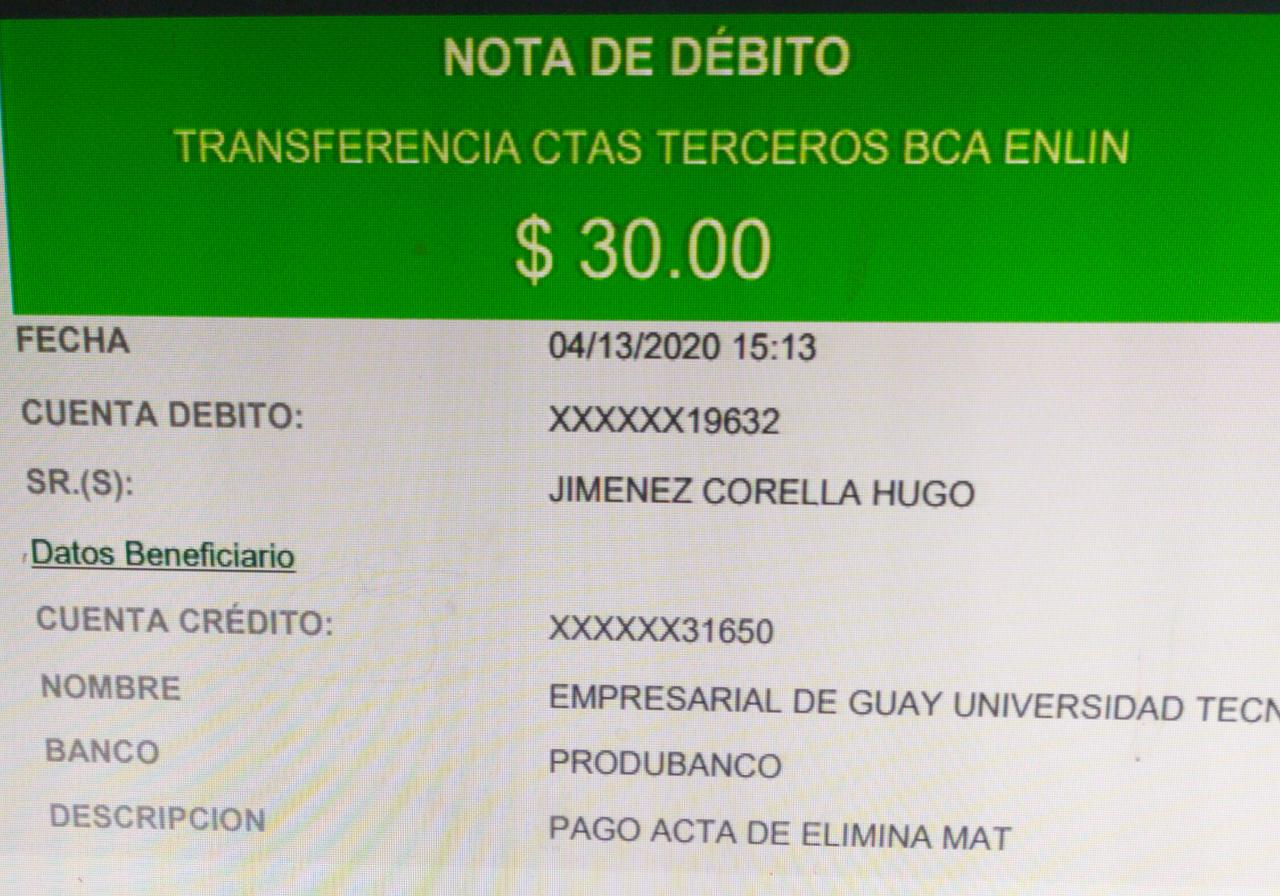 NOTA DE DÉBITO
TRANSFERENCIA CTAS TERCEROS BCA ENLIN
$ 30.00
FECHA 04/13/2020 15:13
CUENTA DEBITO: XXXXXX19632
SR.(S): JIMENEZ CORELLA HUGO
Datos Beneficiario
CUENTA CRÉDITO: XXXXXX31650
NOMBRE EMPRESARIAL DE GUAY UNIVERSIDAD TECN
BANCO PRODUBANCO
DESCRIPCION PAGO ACTA DE ELIMINA MAT